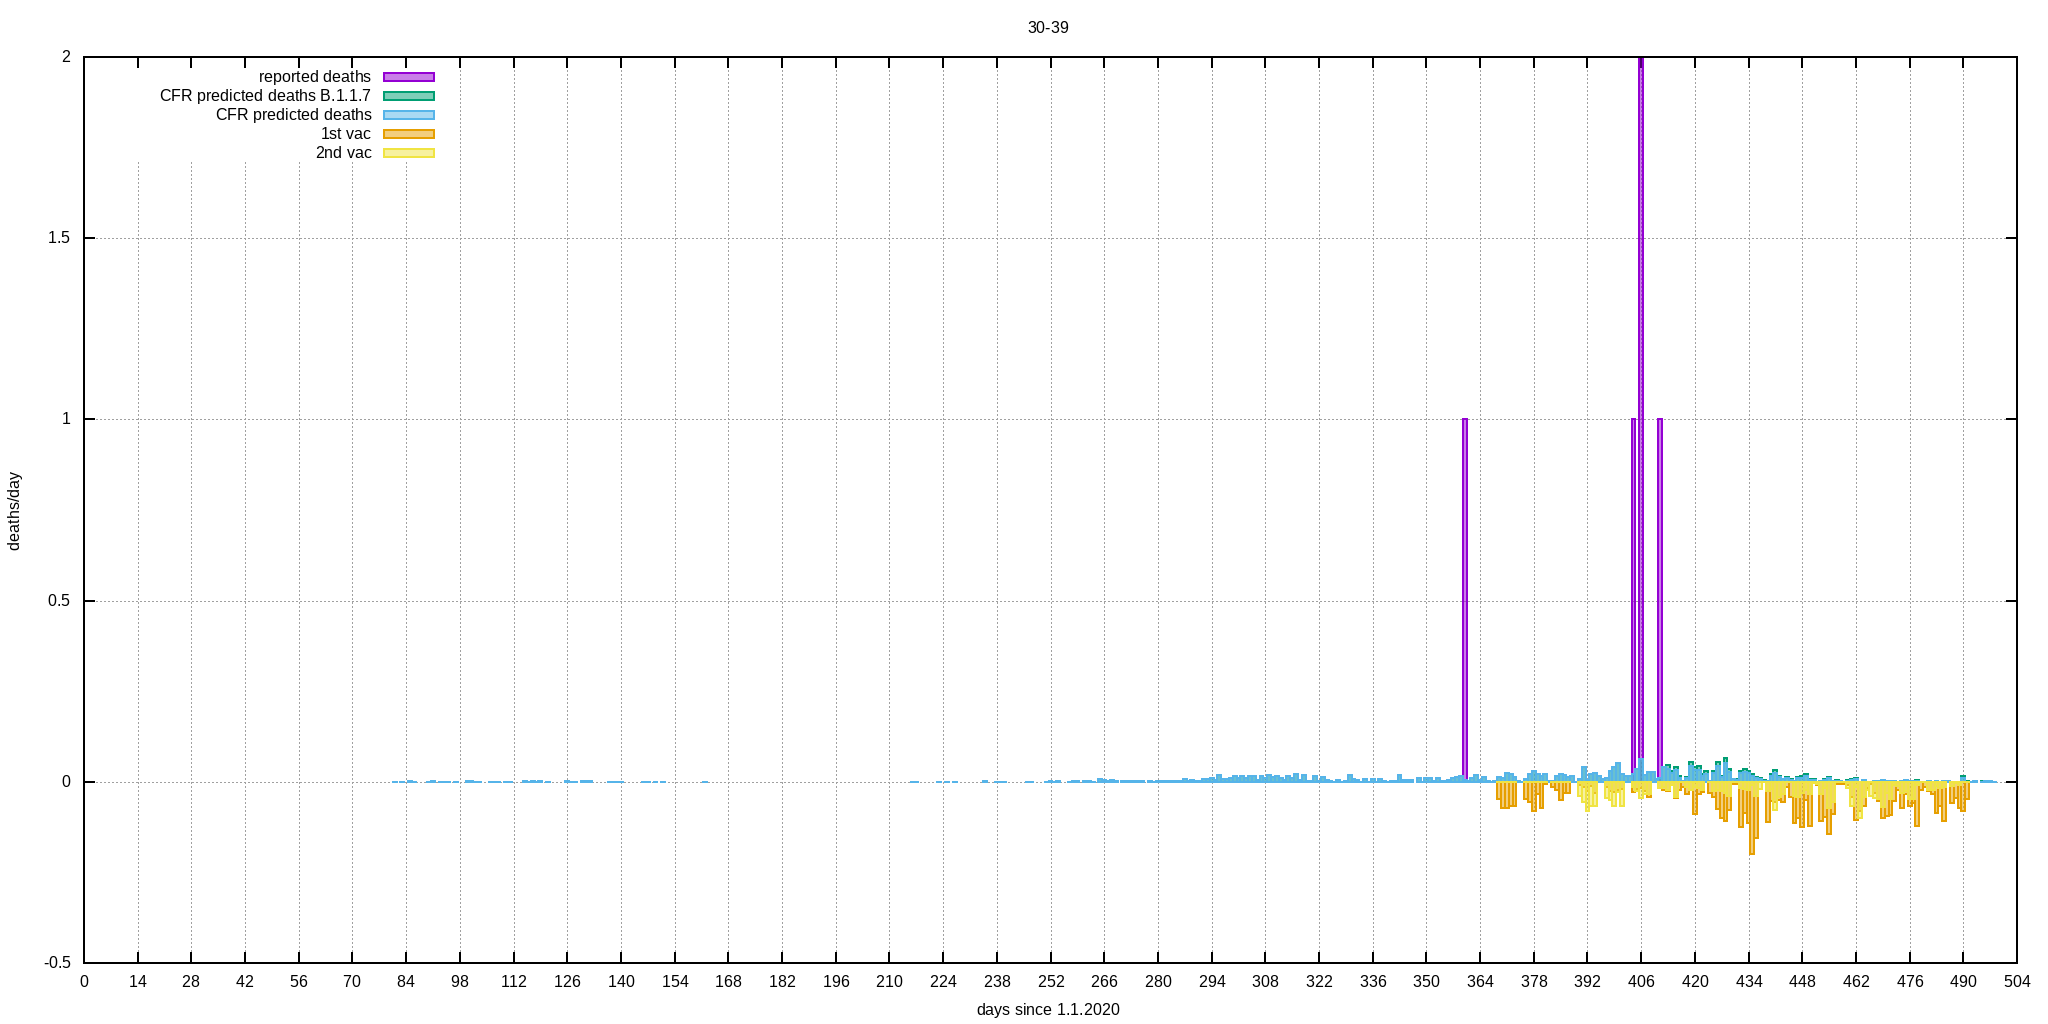 30-39
reported deaths
CFR predicted deaths B.1.1.7
CFR predicted deaths
1st vac
2nd vac
2
1.5
1
0.5
0
-0.5
deaths/day
0 14 28 42 56 70 84 98 112 126 140 154 168 182 196 210 224 238 252 266 280 294 308 322 336 350 364 378 392 406 420 434 448 462 476 490 504
days since 1.1.2020